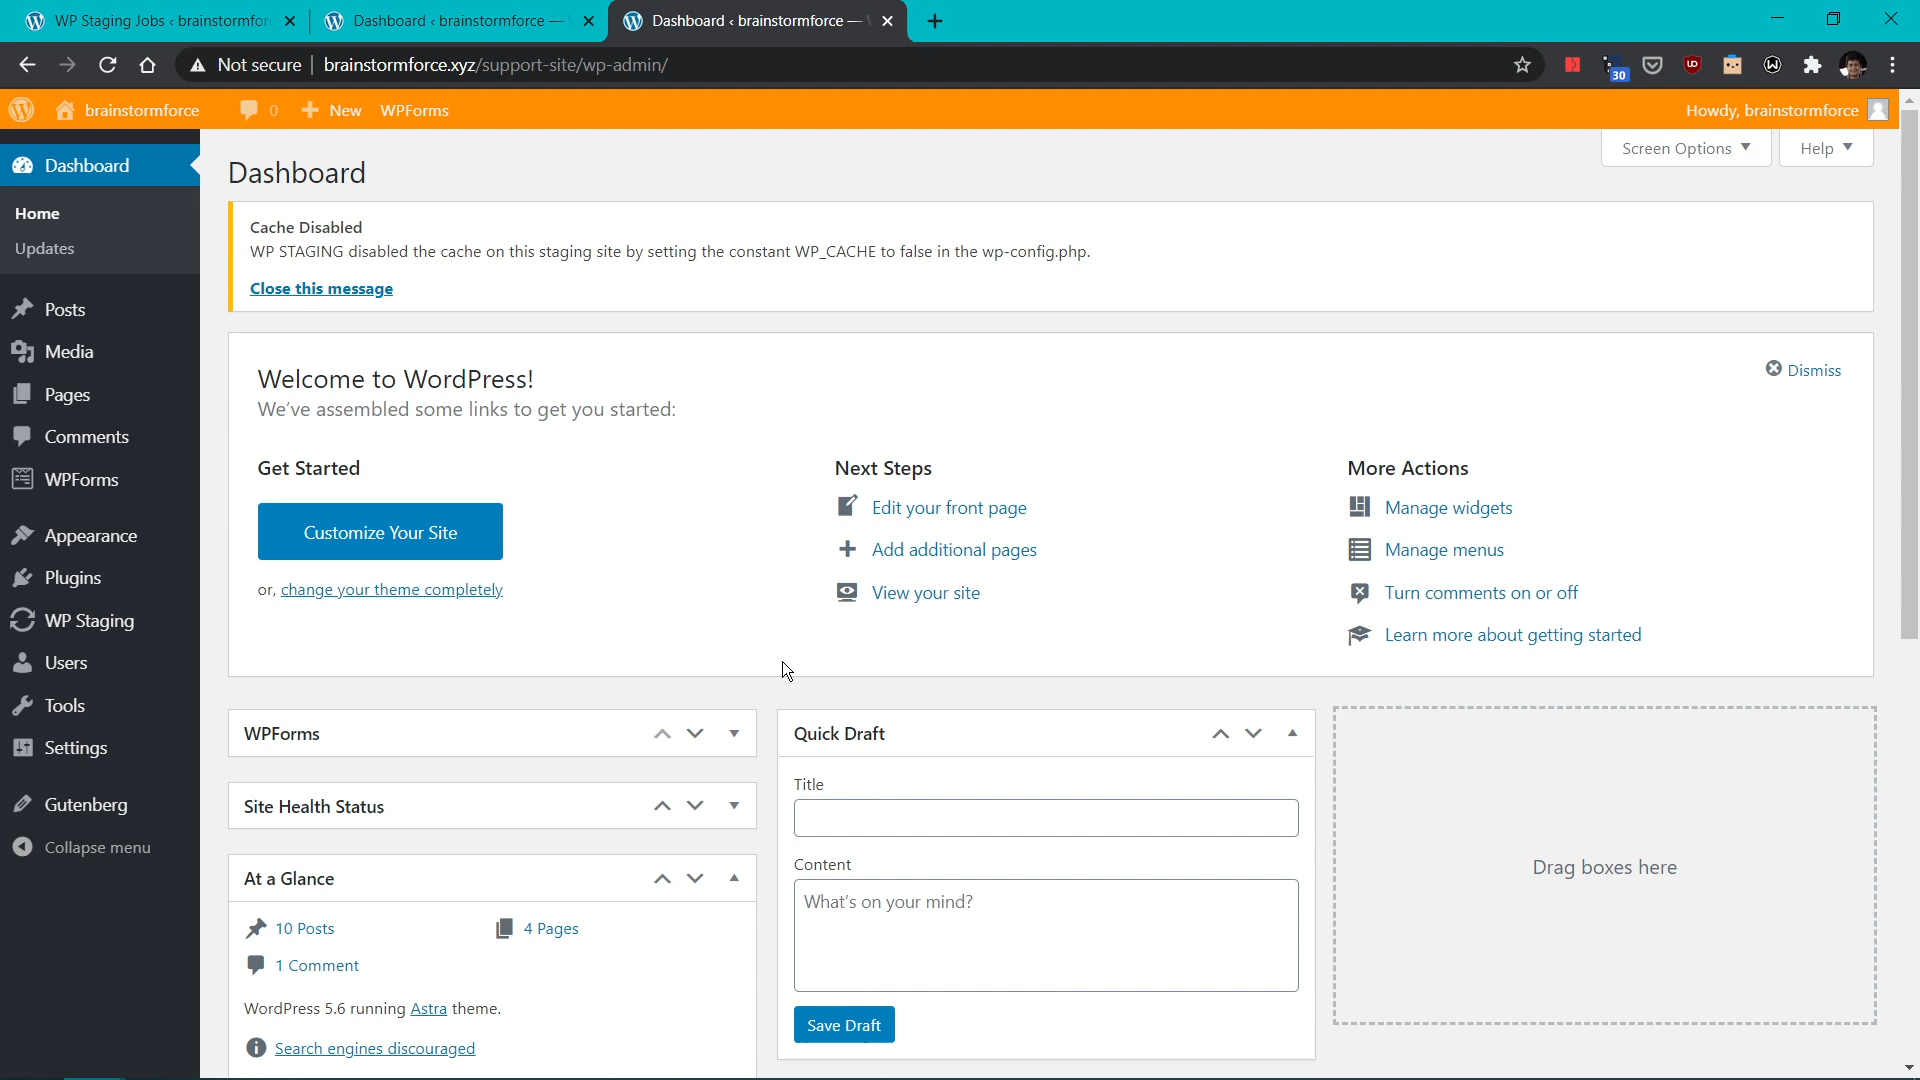 WP Staging Jobs ‹ brainstormforc
Dashboard ‹ brainstormforce —
Dashboard ‹ brainstormforce —
Not secure
brainstormforce.xyz/support-site/wp-admin/
30
brainstormforce
0
New
WPForms
Howdy, brainstormforce
Dashboard
Home
Updates
Posts
Media
Pages
Comments
WPForms
Appearance
Plugins
WP Staging
Users
Tools
Settings
Gutenberg
Collapse menu
Screen Options
Help
Dashboard
Cache Disabled
WP STAGING disabled the cache on this staging site by setting the constant WP_CACHE to false in the wp-config.php.
Close this message
Welcome to WordPress!
Dismiss
We've assembled some links to get you started:
Get Started
Customize Your Site
or, change your theme completely
Next Steps
Edit your front page
Add additional pages
View your site
More Actions
Manage widgets
Manage menus
Turn comments on or off
Learn more about getting started
WPForms
Site Health Status
At a Glance
10 Posts
4 Pages
1 Comment
WordPress 5.6 running Astra theme.
Search engines discouraged
Quick Draft
Title
Content
What's on your mind?
Save Draft
Drag boxes here